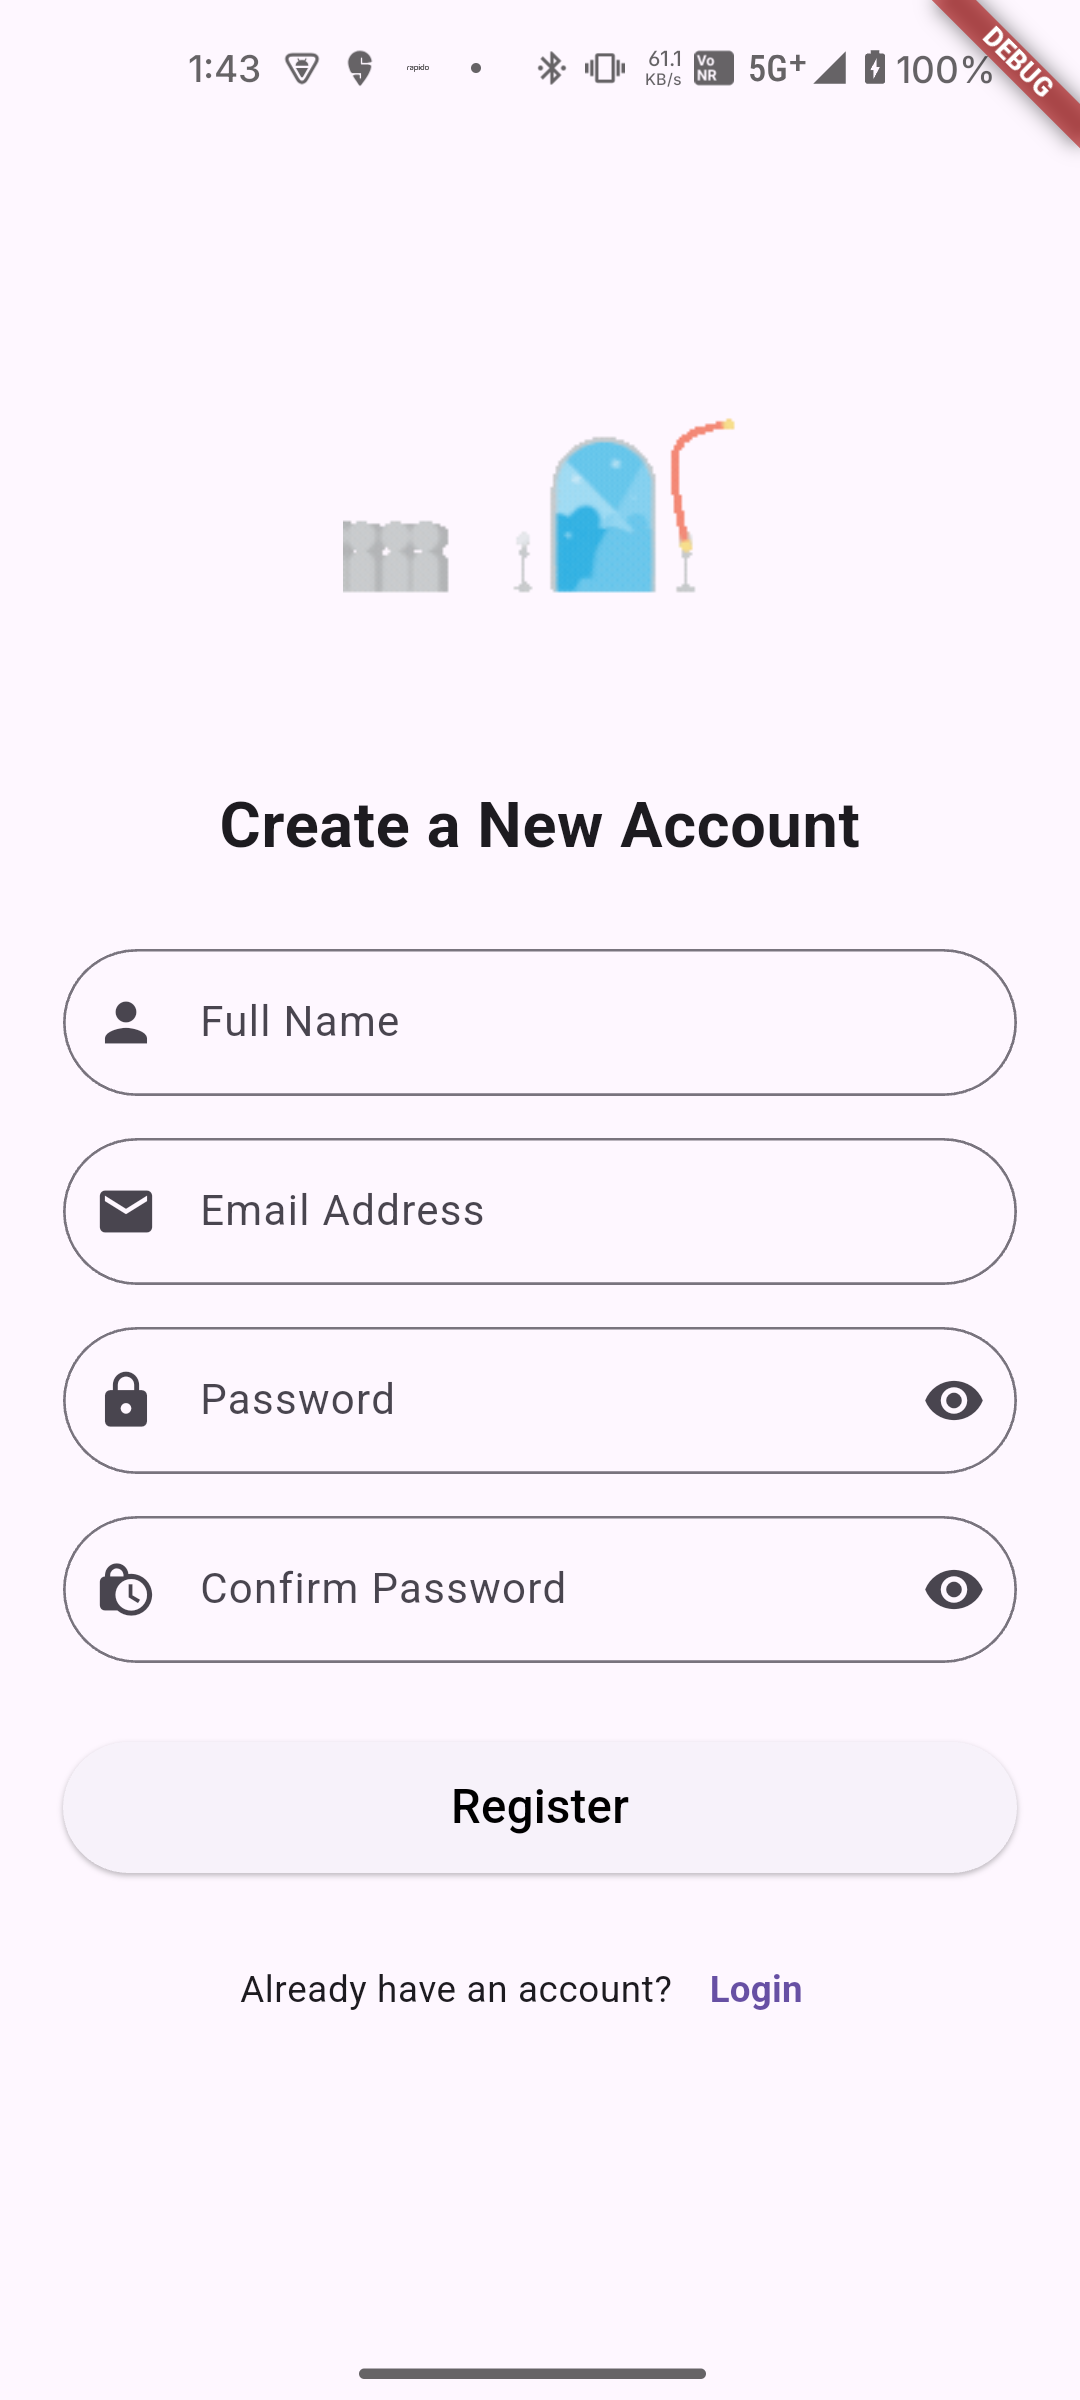 1:43 rapido 61.1 KB/s Vo NR 5G+ 100%
DEBUG
Create a New Account
Full Name
Email Address
Password
Confirm Password
Register
Already have an account? Login